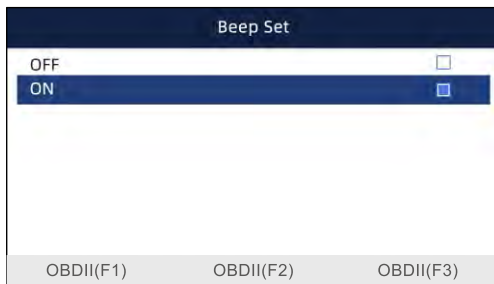 Beep Set
OFF
ON
OBDII(F1) OBDII(F2) OBDII(F3)